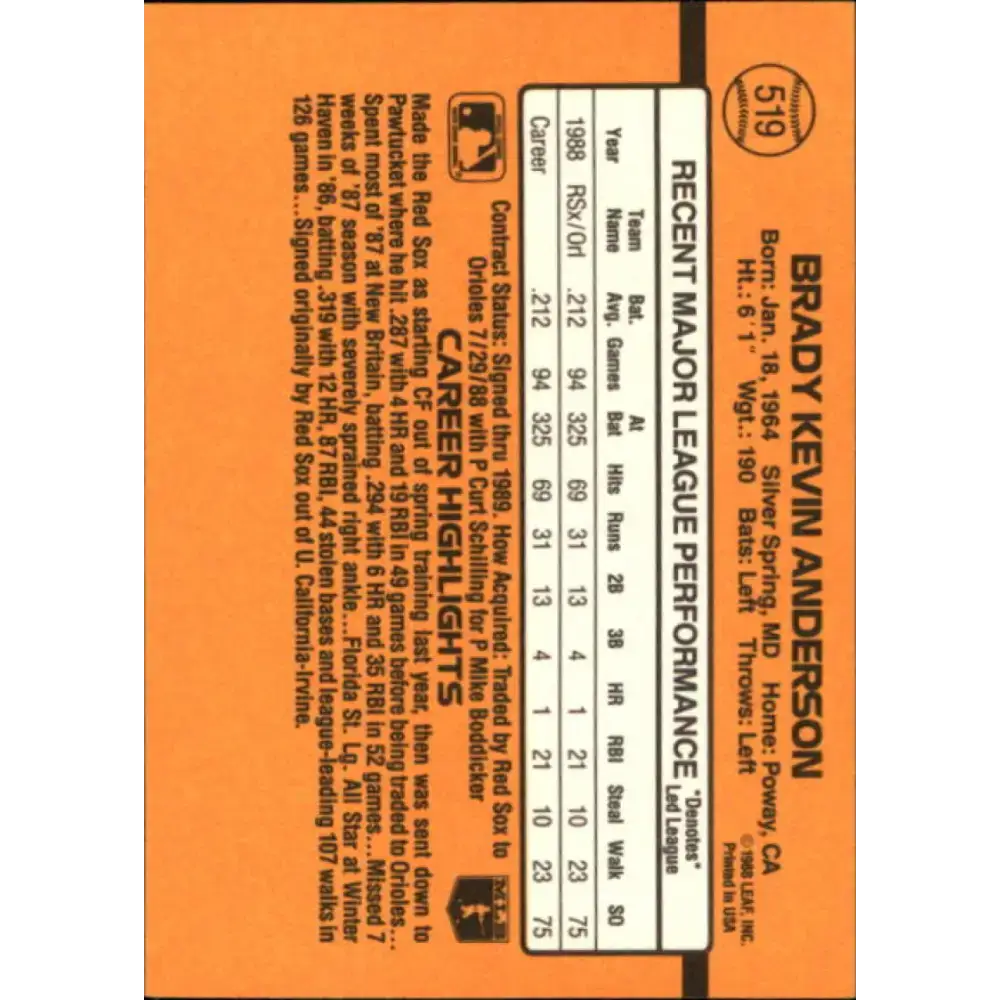 519
BRADY KEVIN ANDERSON
Born: Jan. 18, 1964 Silver Spring, MD Home: Poway, CA
Ht.: 6'1" Wgt.: 190 Bats: Left Throws: Left
©1988 LEAF, INC.
Printed in USA
RECENT MAJOR LEAGUE PERFORMANCE
*Denotes*
Led League
Year Team Name Bat. Avg. Games At Bat Hits Runs 2B 3B HR RBI Steal Walk SO
1988 RSx/Orl .212 94 325 69 31 13 4 1 21 10 23 75
Career .212 94 325 69 31 13 4 1 21 10 23 75
Contract Status: Signed thru 1989. How Acquired: Traded by Red Sox to
Orioles 7/29/88 with P Curt Schilling for P Mike Boddicker
MLB
CAREER HIGHLIGHTS
Made the Red Sox as starting CF out of spring training last year, then was sent down to
Pawtucket where he hit .287 with 4 HR and 19 RBI in 49 games before being traded to Orioles...
Spent most of '87 at New Britain, batting .294 with 6 HR and 35 RBI in 52 games...Missed 7
weeks of '87 season with severely sprained right ankle...Florida St. Lg. All Star at Winter
Haven in '86, batting .319 with 12 HR, 87 RBI, 44 stolen bases and league-leading 107 walks in
126 games...Signed originally by Red Sox out of U. California-Irvine.